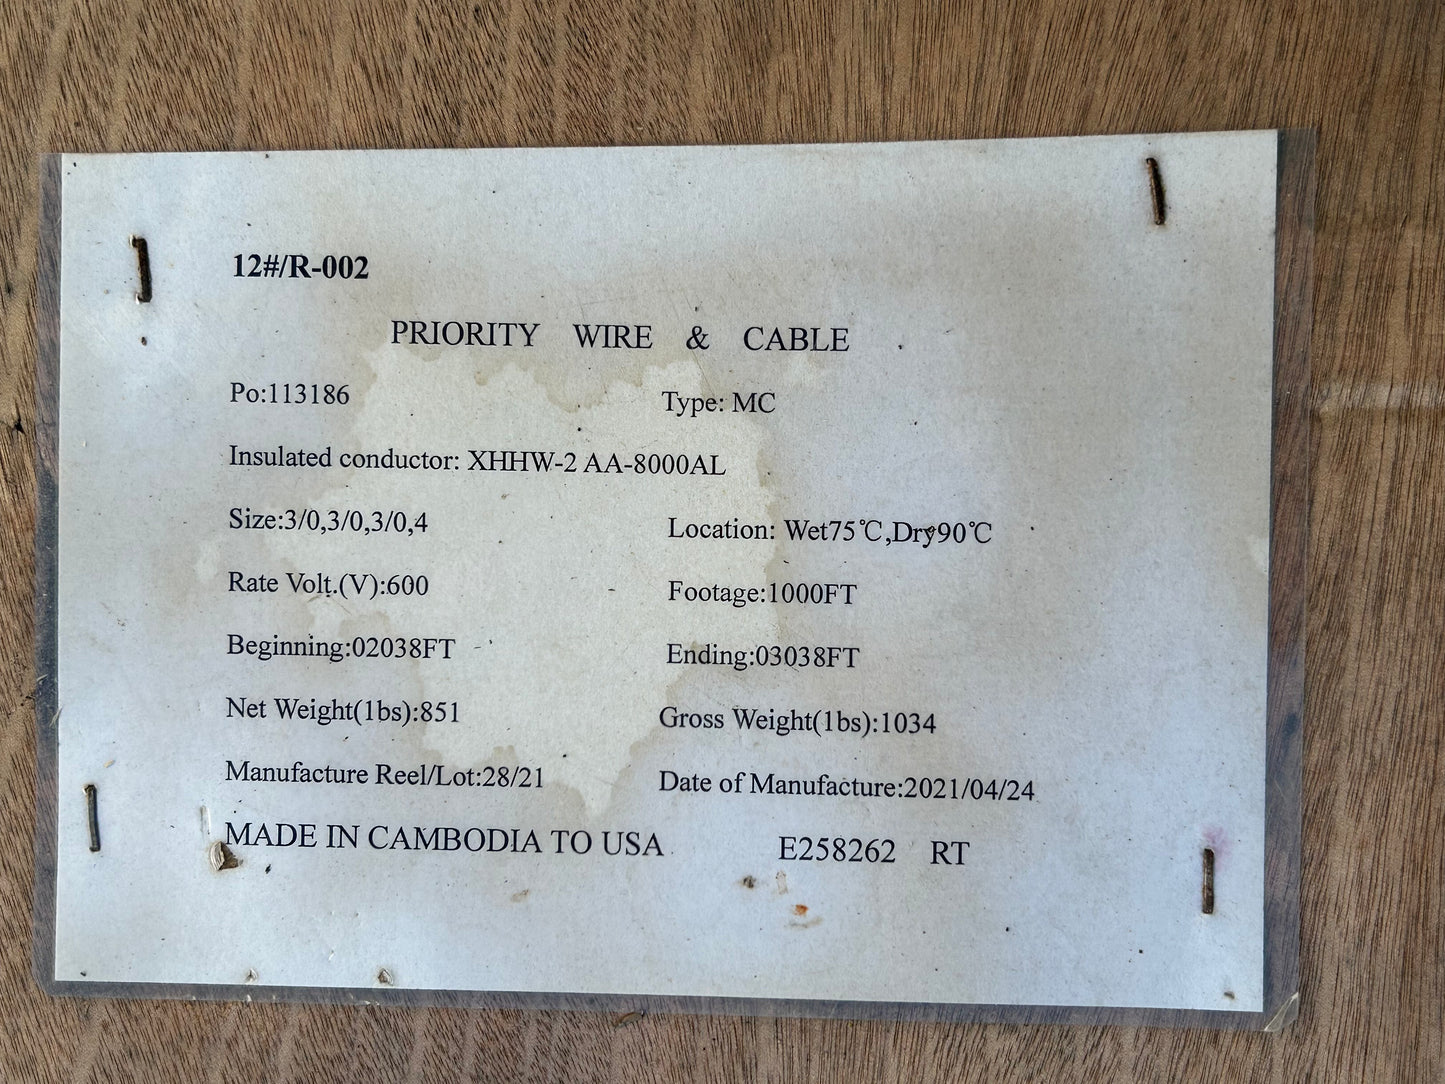 12#/R-002
PRIORITY WIRE & CABLE
Po:113186 Type: MC
Insulated conductor: XHHW-2 AA-8000AL
Size:3/0,3/0,3/0,4 Location: Wet75℃,Dry90℃
Rate Volt.(V):600 Footage:1000FT
Beginning:02038FT Ending:03038FT
Net Weight(1bs):851 Gross Weight(1bs):1034
Manufacture Reel/Lot:28/21 Date of Manufacture:2021/04/24
MADE IN CAMBODIA TO USA E258262 RT